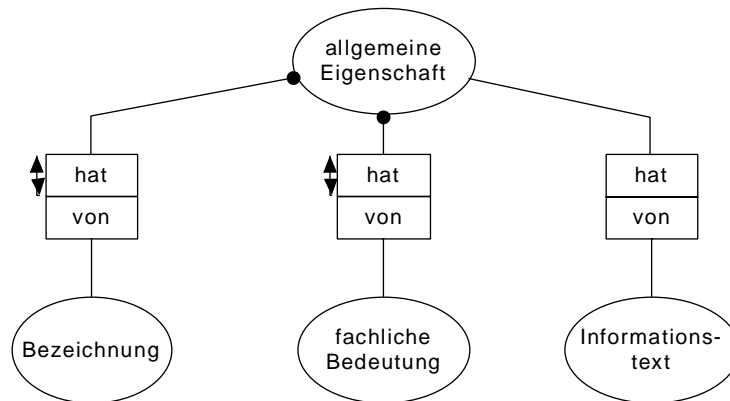 allgemeine
Eigenschaft
hat
hat
hat
von
von
von
Bezeichnung
fachliche
Bedeutung
Informations-
text